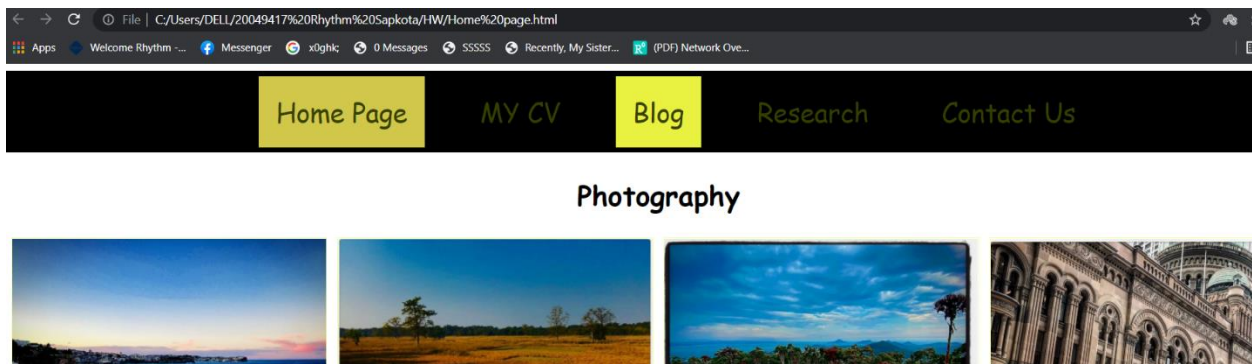 File | C:/Users/DELL/20049417%20Rhythm%20Sapkota/HW/Home%20page.html
Apps Welcome Rhythm -... Messenger x0ghk; 0 Messages SSSSS Recently, My Sister... (PDF) Network Ove...
Home Page MY CV Blog Research Contact Us
Photography